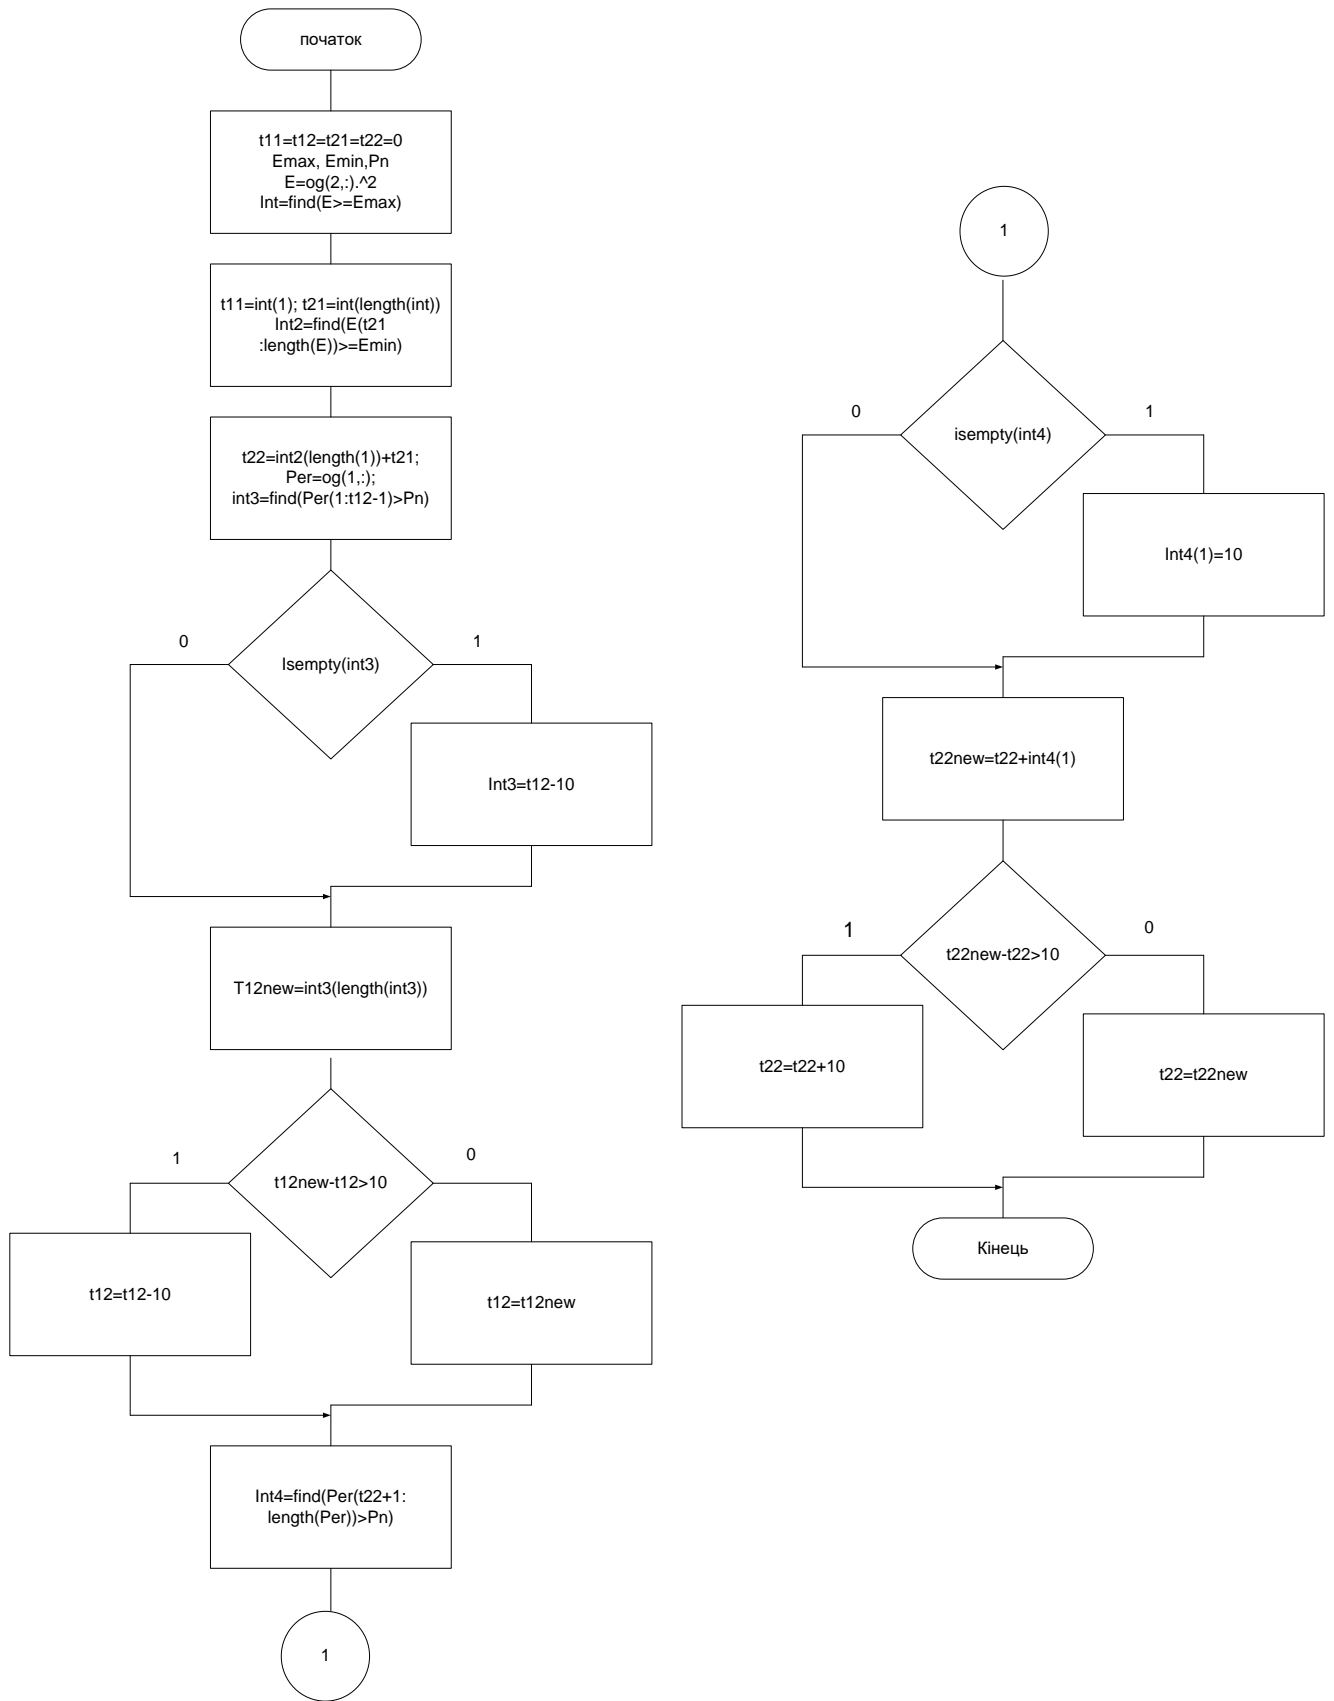 початок
t11=t12=t21=t22=0
Emax, Emin,Pn
E=og(2,:).^2
Int=find(E>=Emax)
t11=int(1); t21=int(length(int))
Int2=find(E(t21
:length(E))>=Emin)
t22=int2(length(1))+t21;
Per=og(1,:);
int3=find(Per(1:t12-1)>Pn)
0
1
Isempty(int3)
Int3=t12-10
T12new=int3(length(int3))
1
0
t12new-t12>10
t12=t12-10
t12=t12new
Int4=find(Per(t22+1:
length(Per))>Pn)
1
1
0
1
isempty(int4)
Int4(1)=10
t22new=t22+int4(1)
1
0
t22new-t22>10
t22=t22+10
t22=t22new
Кінець